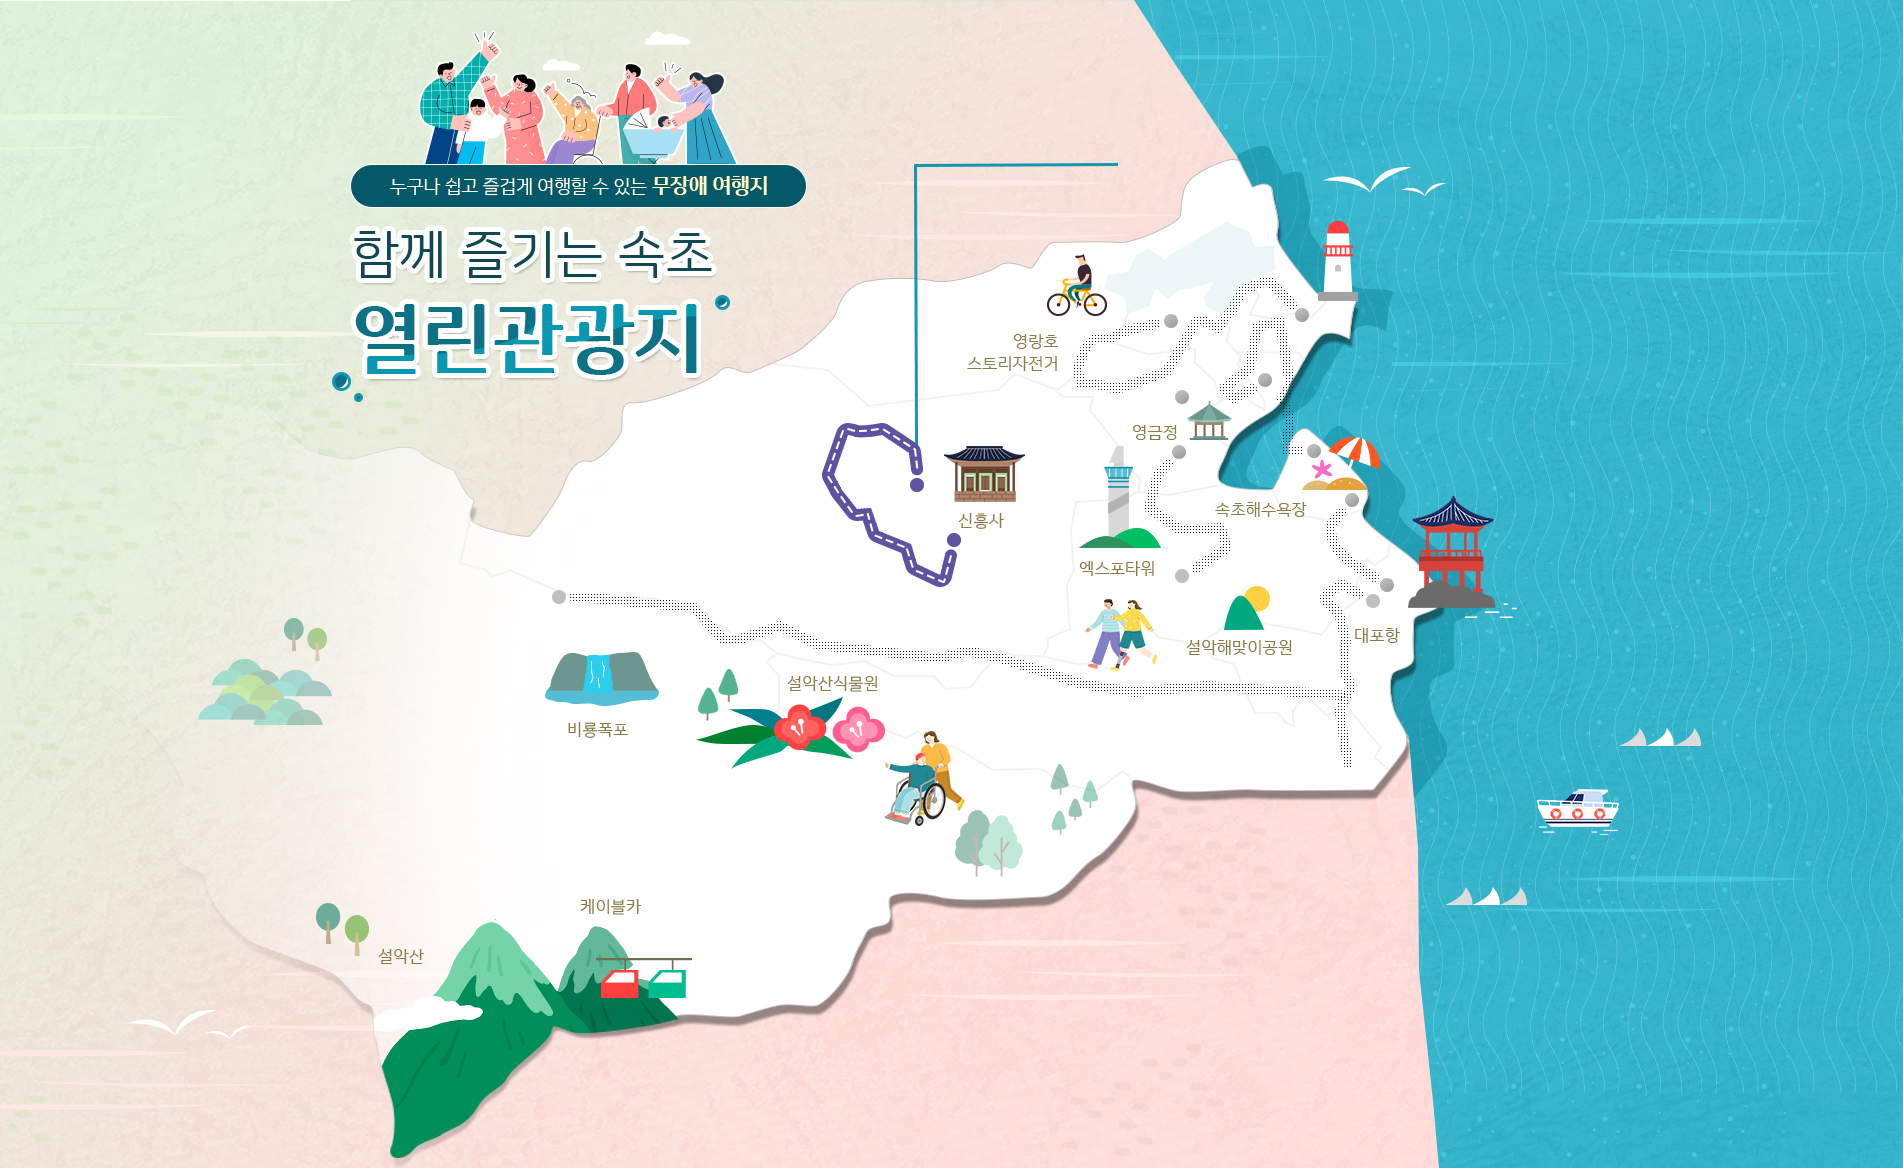 누구나 쉽고 즐겁게 여행할 수 있는 무장애 여행지
함께 즐기는 속초
열린관광지
영랑호
스토리자전거
영금정
속초해수욕장
신흥사
엑스포타워
대포항
설악해맞이공원
설악산식물원
비룡폭포
케이블카
설악산